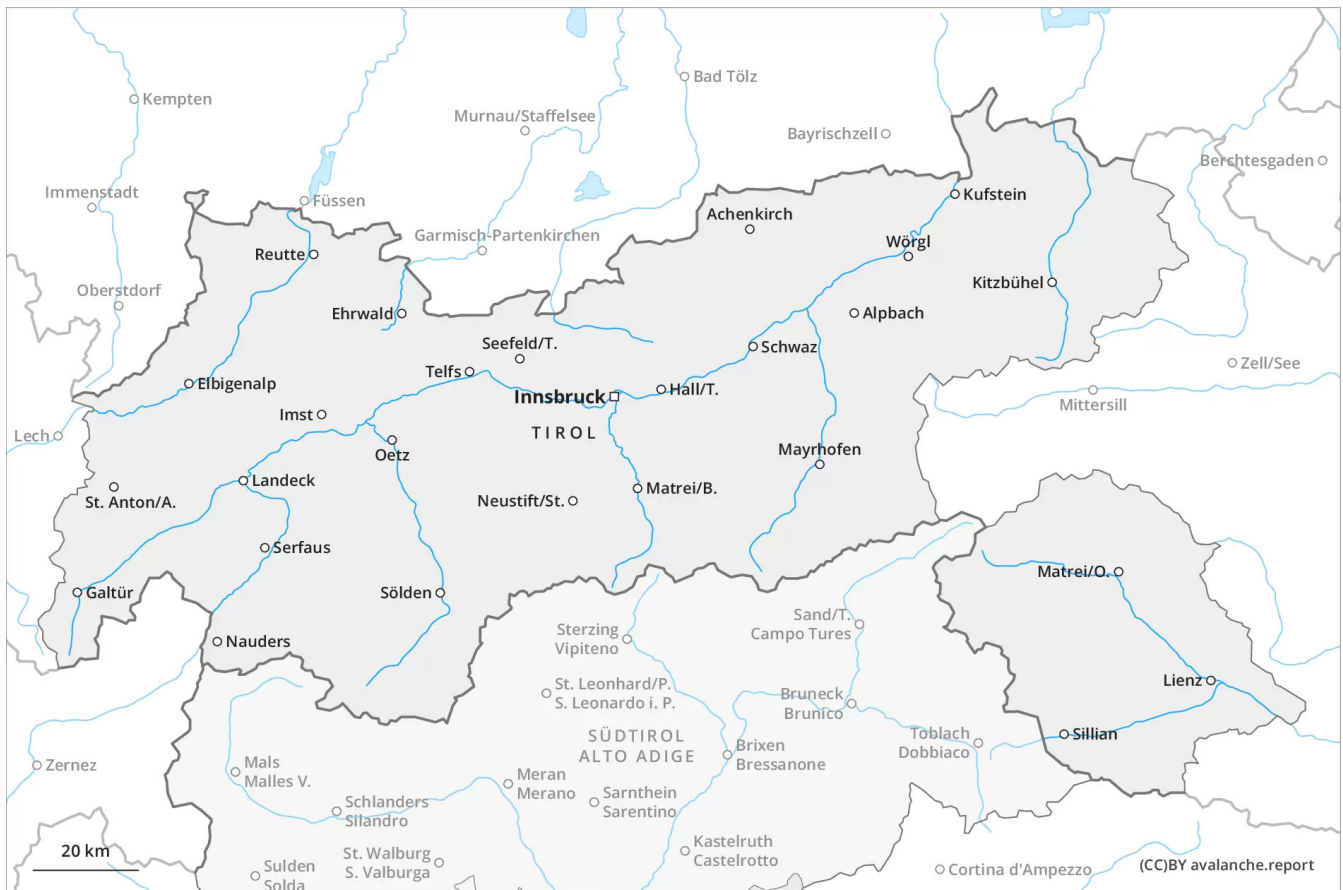 Bad Tölz
Kempten
Murnau/Staffelsee
Bayrischzell
Berchtesgaden
Immenstadt
Füssen
Kufstein
Achenkirch
Garmisch-Partenkirchen
Wörgl
Reutte
Kitzbühel
Oberstdorf
Ehrwald
Alpbach
Seefeld/T.
Schwaz
Zell/See
Telfs
Elbigenalp
Hall/T.
Innsbruck
Mittersill
Imst
TIROL
Lech
Oetz
Mayrhofen
Landeck
Matrei/B.
St. Anton/A.
Neustift/St.
Serfaus
Matrei/O.
Galtür
Sölden
Sand/T.
Campo Tures
Sterzing
Vipiteno
Nauders
Lienz
St. Leonhard/P.
S. Leonardo i. P.
Bruneck
Brunico
Sillian
SÜDTIROL
ALTO ADIGE
Toblach
Dobbiaco
Brixen
Bressanone
Zernez
Mals
Malles V.
Meran
Merano
Sarnthein
Sarentino
Schlanders
Silandro
20 km
Kastelruth
Castelrotto
St. Walburg
S. Valburga
Sulden
Solda
Cortina d'Ampezzo
(CC)BY avalanche.report